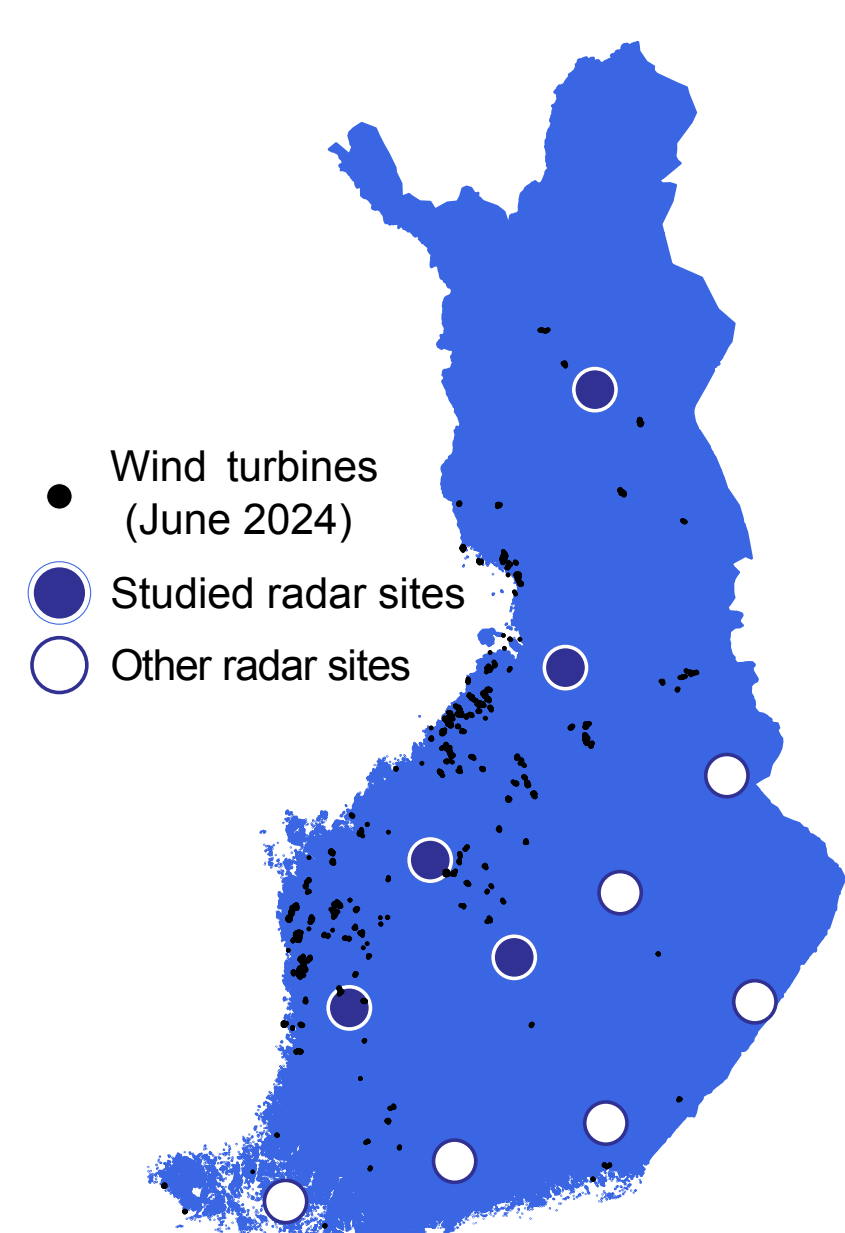 Wind turbines
(June 2024)
Studied radar sites
Other radar sites